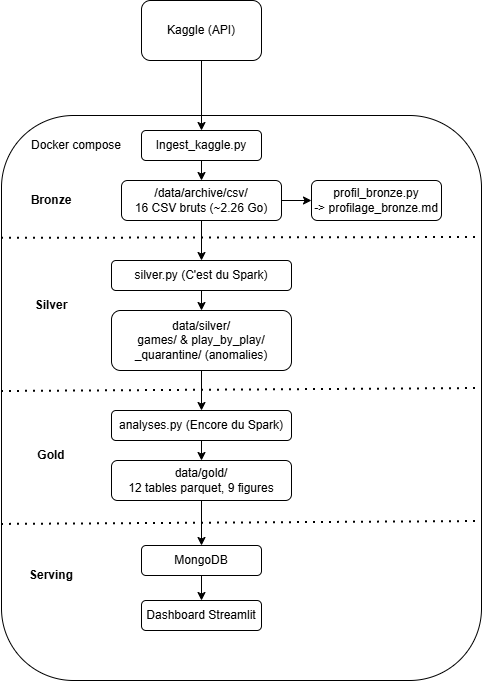 Kaggle (API)
Docker compose
Ingest_kaggle.py
Bronze
/data/archive/csv/
16 CSV bruts (~2.26 Go)
profil_bronze.py
-> profilage_bronze.md
silver.py (C'est du Spark)
Silver
data/silver/
games/ & play_by_play/
_quarantine/ (anomalies)
analyses.py (Encore du Spark)
Gold
data/gold/
12 tables parquet, 9 figures
MongoDB
Serving
Dashboard Streamlit